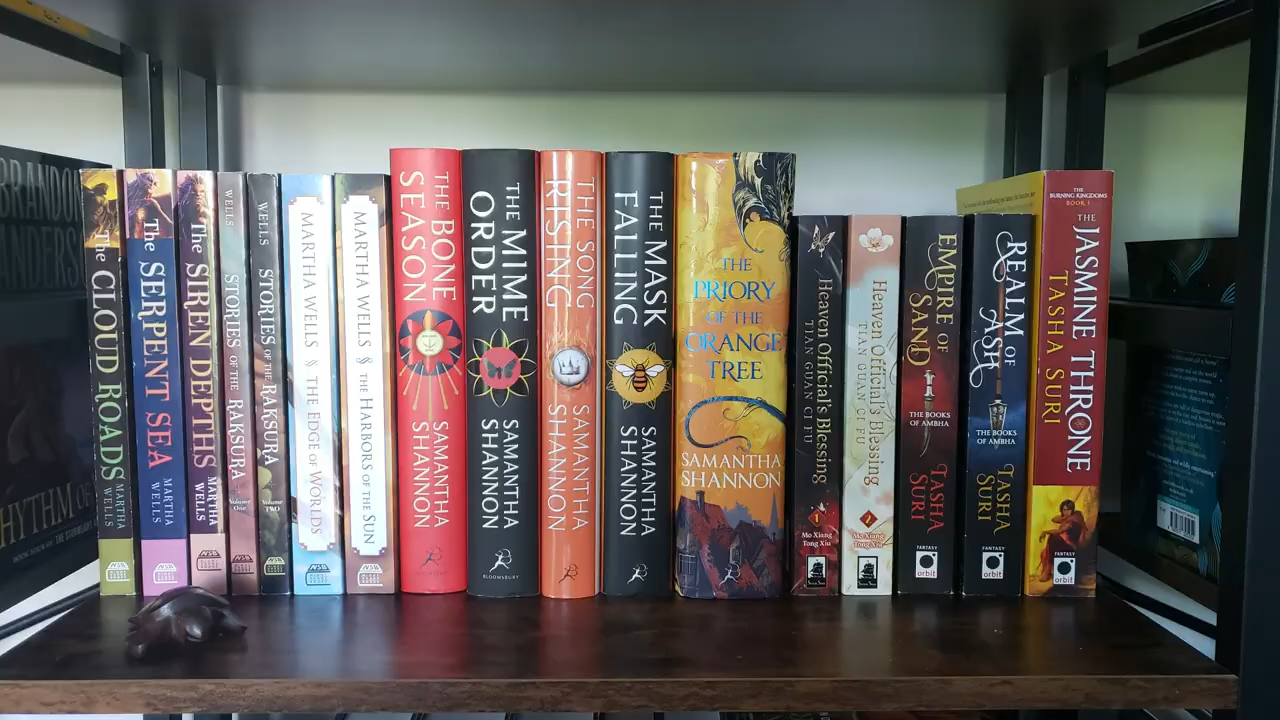 BRANDON
RHYTHM OF
The CLOUD ROADS
MARTHA WELLS
The SERPENT SEA
MARTHA WELLS
The SIREN DEPTHS
MARTHA WELLS
WELLS
STORIES OF THE RAKSURA
Volume One
WELLS
STORIES OF THE RAKSURA
Volume TWO
MARTHA WELLS
THE EDGE OF WORLDS
MARTHA WELLS
THE HARBORS OF THE SUN
THE BONE
SEASON
SAMANTHA
SHANNON
THE MIME
ORDER
SAMANTHA
SHANNON
BLOOMSBURY
THE SONG
RISING
SAMANTHA
SHANNON
THE MASK
FALLING
SAMANTHA
SHANNON
THE
PRIORY
OF THE
ORANGE
TREE
SAMANTHA
SHANNON
Heaven Official's Blessing
TIAN GUAN CI FU
1
Mo Xiang
Tong Xiu
Heaven Official's Blessing
TIAN GUAN CI FU
2
Mo Xiang
Tong Xiu
EMPIRE OF
SAND
THE BOOKS
OF AMBHA
TASHA
SURI
FANTASY
orbit
REALM OF
ASH
THE BOOKS
OF AMBHA
TASHA
SURI
FANTASY
orbit
THE
BURNING KINGDOMS
BOOK 1
THE JASMINE THRONE
TASHA SURI
FANTASY
orbit